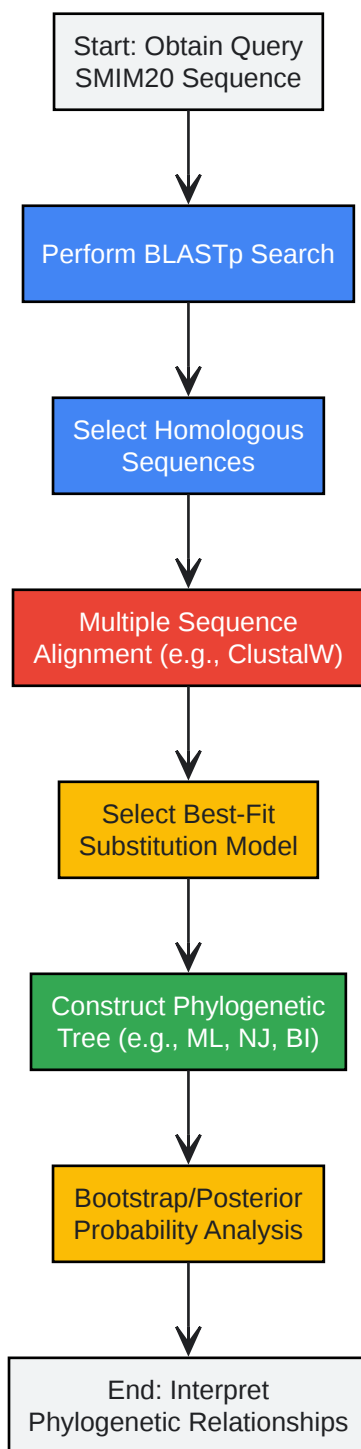 Start: Obtain Query
SMIM20 Sequence
Perform BLASTp Search
Select Homologous
Sequences
Multiple Sequence
Alignment (e.g., ClustalW)
Select Best-Fit
Substitution Model
Construct Phylogenetic
Tree (e.g., ML, NJ, BI)
Bootstrap/Posterior
Probability Analysis
End: Interpret
Phylogenetic Relationships